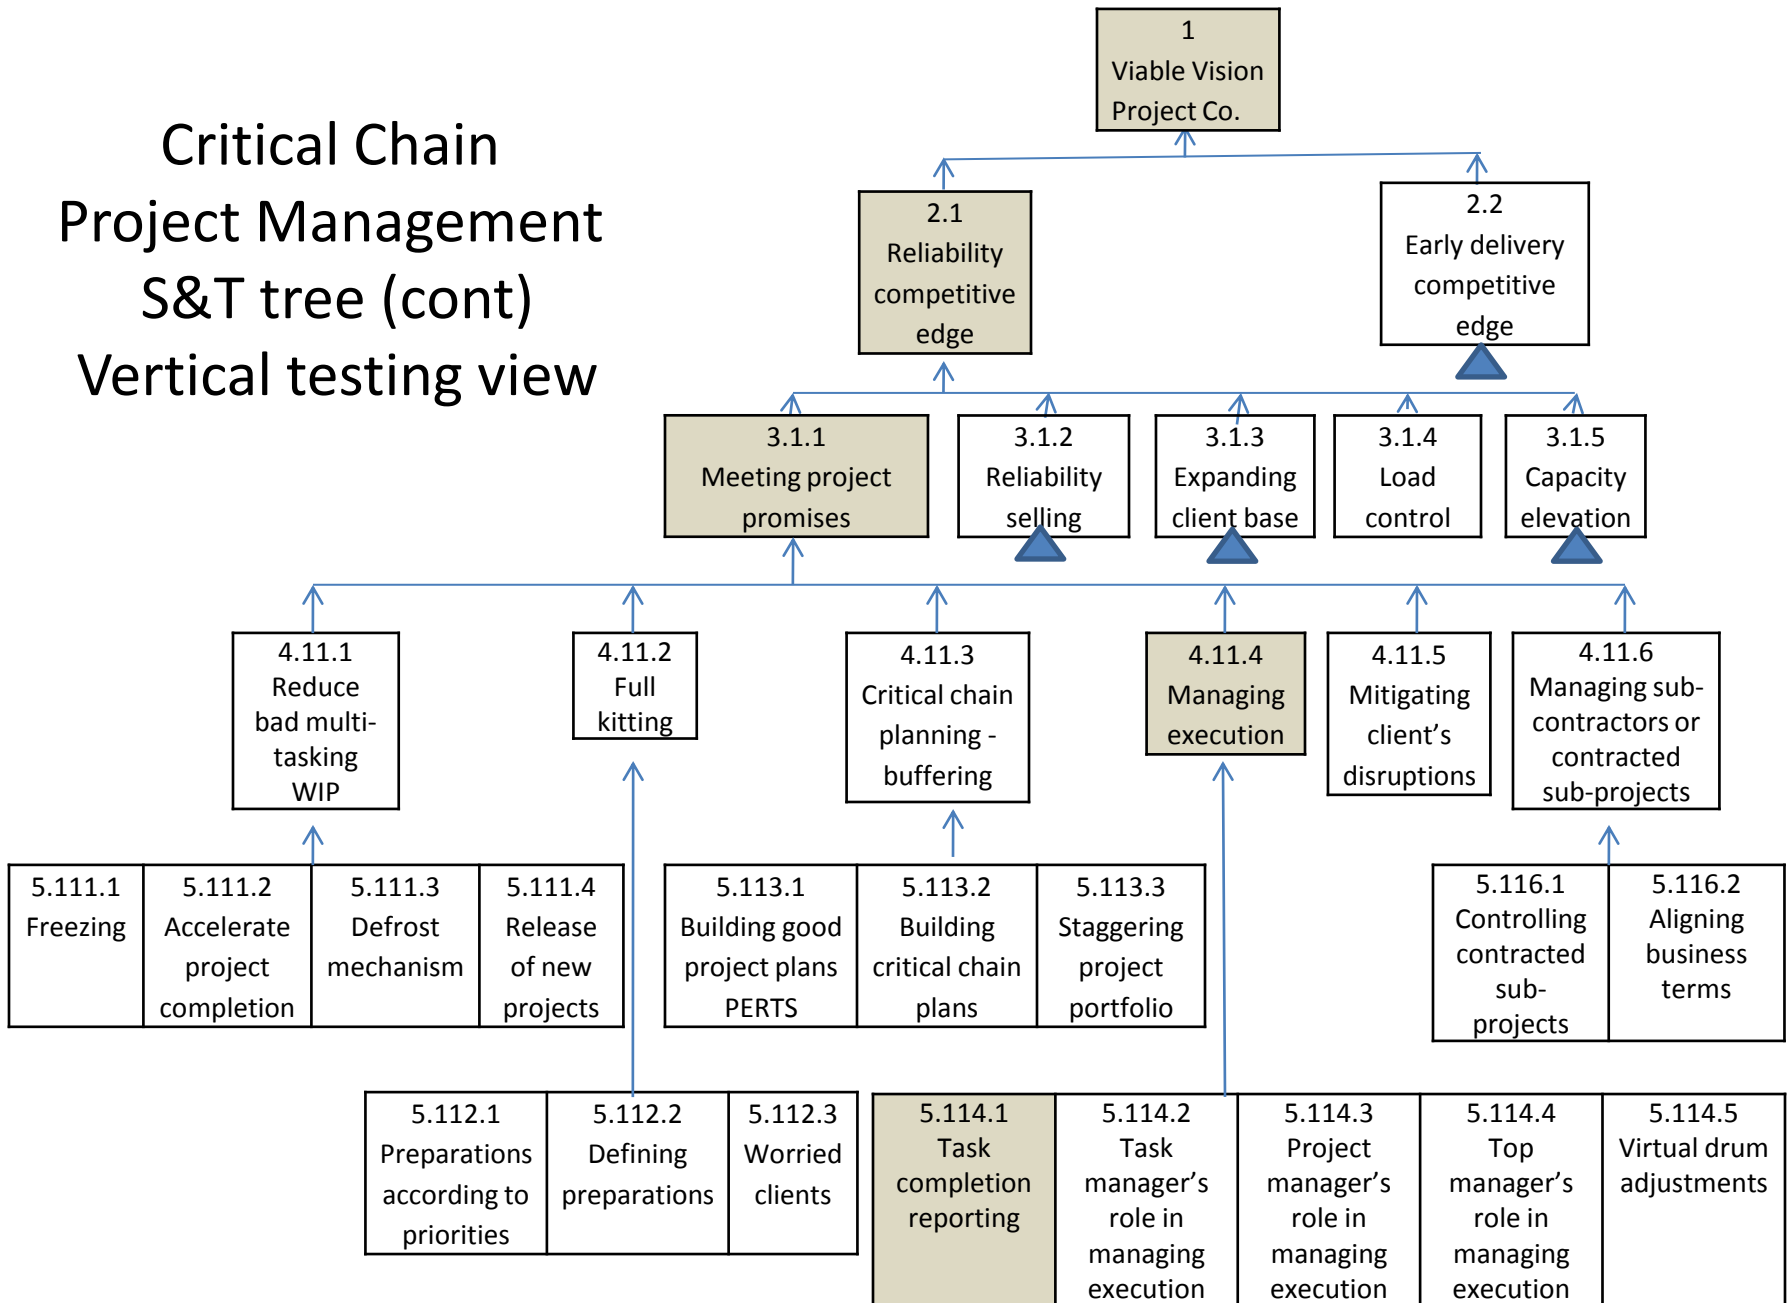 Critical Chain
Project Management
S&T tree (cont)
Vertical testing view
1
Viable Vision
Project Co.
2.1
Reliability
competitive
edge
2.2
Early delivery
competitive
edge
3.1.1
Meeting project
promises
3.1.2
Reliability
selling
3.1.3
Expanding
client base
3.1.4
Load
control
3.1.5
Capacity
elevation
4.11.1
Reduce
bad multi-
tasking
WIP
4.11.2
Full
kitting
4.11.3
Critical chain
planning -
buffering
4.11.4
Managing
execution
4.11.5
Mitigating
client’s
disruptions
4.11.6
Managing sub-
contractors or
contracted
sub-projects
5.111.1
Freezing
5.111.2
Accelerate
project
completion
5.111.3
Defrost
mechanism
5.111.4
Release
of new
projects
5.113.1
Building good
project plans
PERTS
5.113.2
Building
critical chain
plans
5.113.3
Staggering
project
portfolio
5.116.1
Controlling
contracted
sub-
projects
5.116.2
Aligning
business
terms
5.112.1
Preparations
according to
priorities
5.112.2
Defining
preparations
5.112.3
Worried
clients
5.114.1
Task
completion
reporting
5.114.2
Task
manager’s
role in
managing
execution
5.114.3
Project
manager’s
role in
managing
execution
5.114.4
Top
manager’s
role in
managing
execution
5.114.5
Virtual drum
adjustments